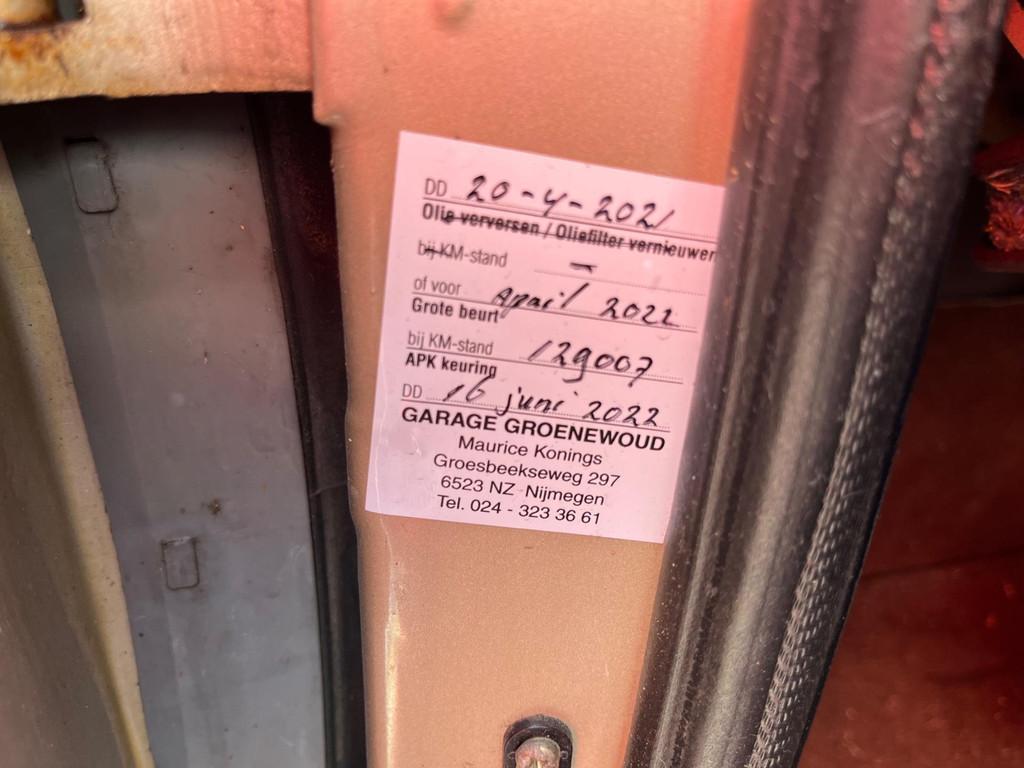 DD 20-4-2021
Olie verversen / Oliefilter vernieuwen
bij KM-stand -
of voor April 2022
Grote beurt
bij KM-stand 129007
APK keuring
DD 16 juni 2022
GARAGE GROENEWOUD
Maurice Konings
Groesbeekseweg 297
6523 NZ Nijmegen
Tel. 024 - 323 36 61